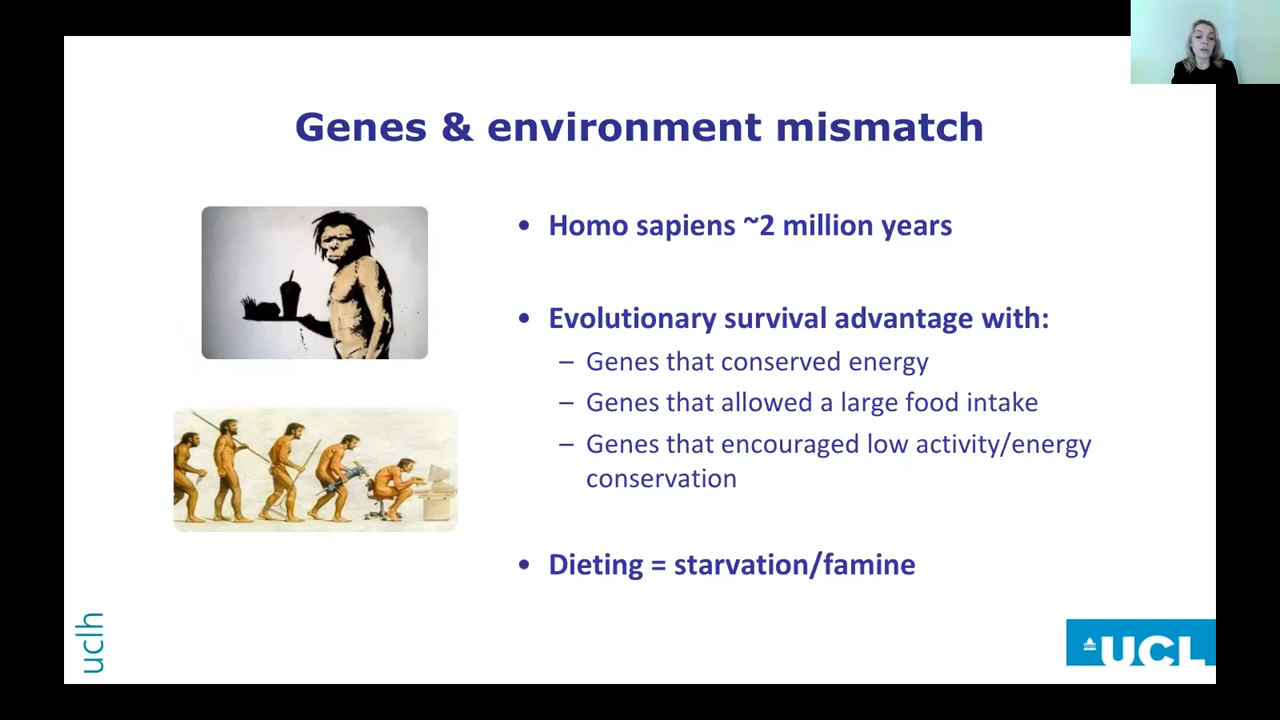 Genes & environment mismatch
• Homo sapiens ~2 million years
• Evolutionary survival advantage with:
– Genes that conserved energy
– Genes that allowed a large food intake
– Genes that encouraged low activity/energy
conservation
• Dieting = starvation/famine
uclh
UCL